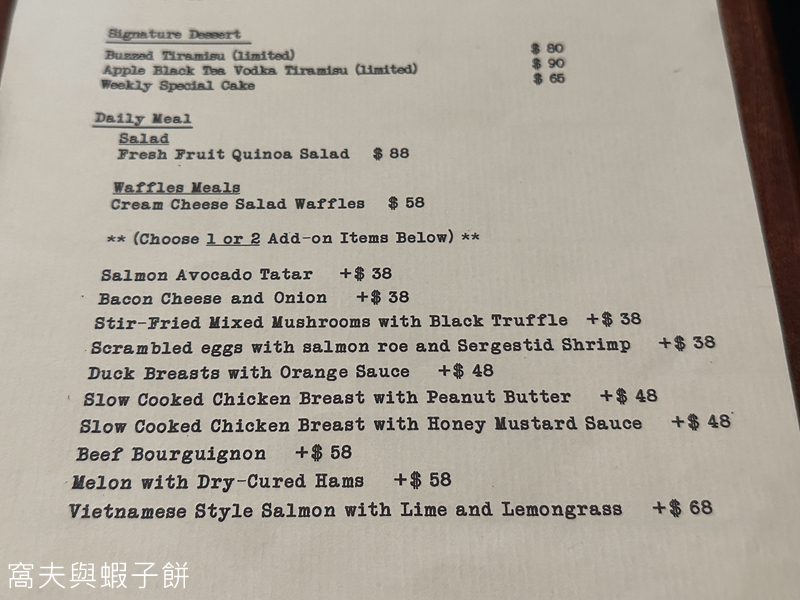 Signature Dessert
Buzzed Tiramisu (limited) $ 80
Apple Black Tea Vodka Tiramisu (limited) $ 90
Weekly Special Cake $ 65
Daily Meal
Salad
Fresh Fruit Quinoa Salad $ 88
Waffles Meals
Cream Cheese Salad Waffles $ 58
** (Choose 1 or 2 Add-on Items Below) **
Salmon Avocado Tatar +$ 38
Bacon Cheese and Onion +$ 38
Stir-Fried Mixed Mushrooms with Black Truffle +$ 38
Scrambled eggs with salmon roe and Sergestid Shrimp +$ 38
Duck Breasts with Orange Sauce +$ 48
Slow Cooked Chicken Breast with Peanut Butter +$ 48
Slow Cooked Chicken Breast with Honey Mustard Sauce +$ 48
Beef Bourguignon +$ 58
Melon with Dry-Cured Hams +$ 58
Vietnamese Style Salmon with Lime and Lemongrass +$ 68
窩夫與蝦子餅